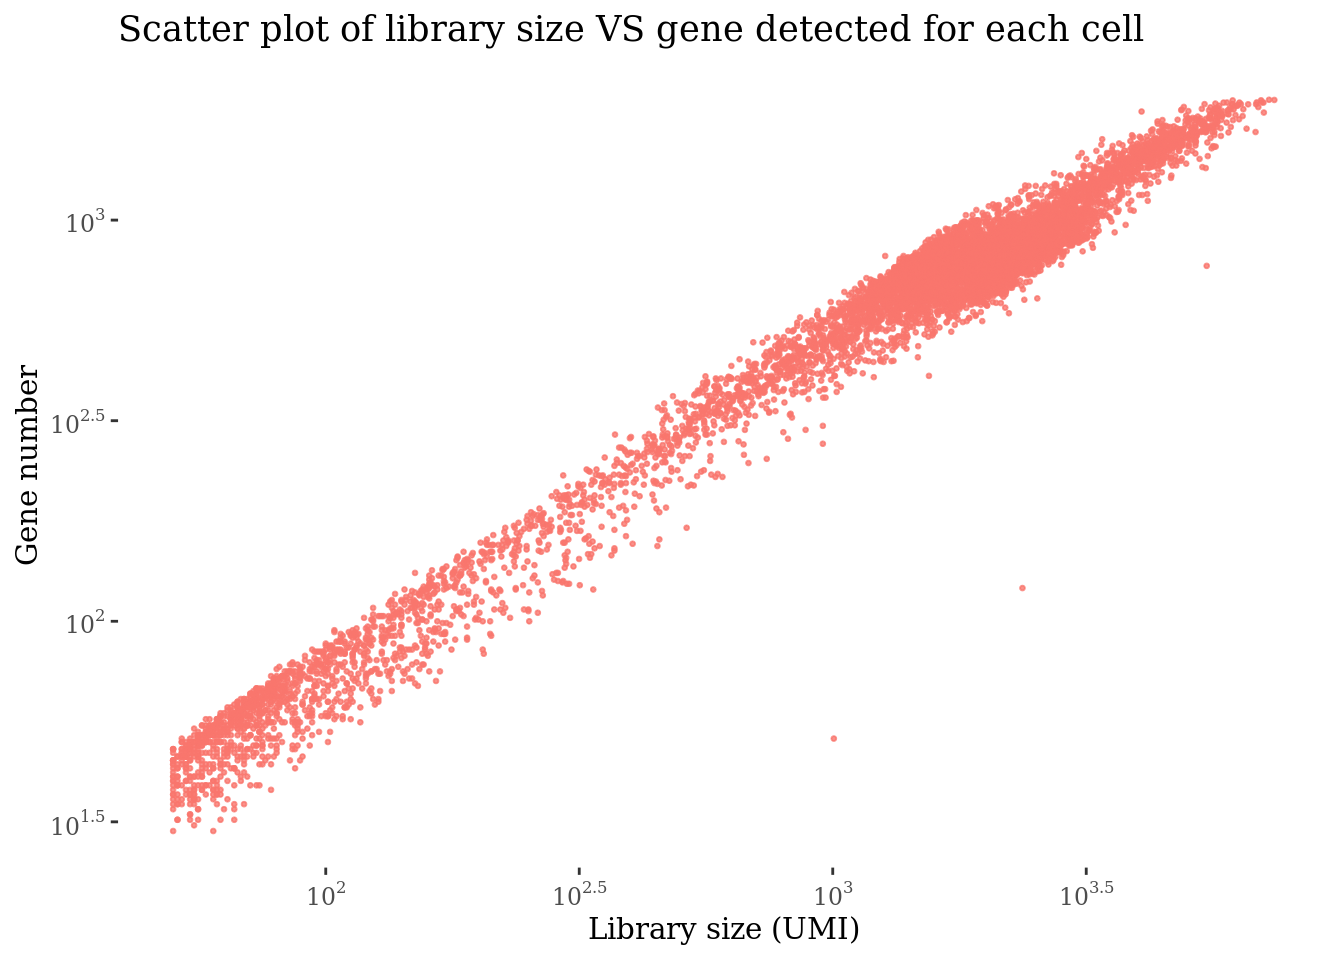 Scatter plot of library size VS gene detected for each cell
Gene number
10^3
10^2.5
10^2
10^1.5
10^2 10^2.5 10^3 10^3.5
Library size (UMI)